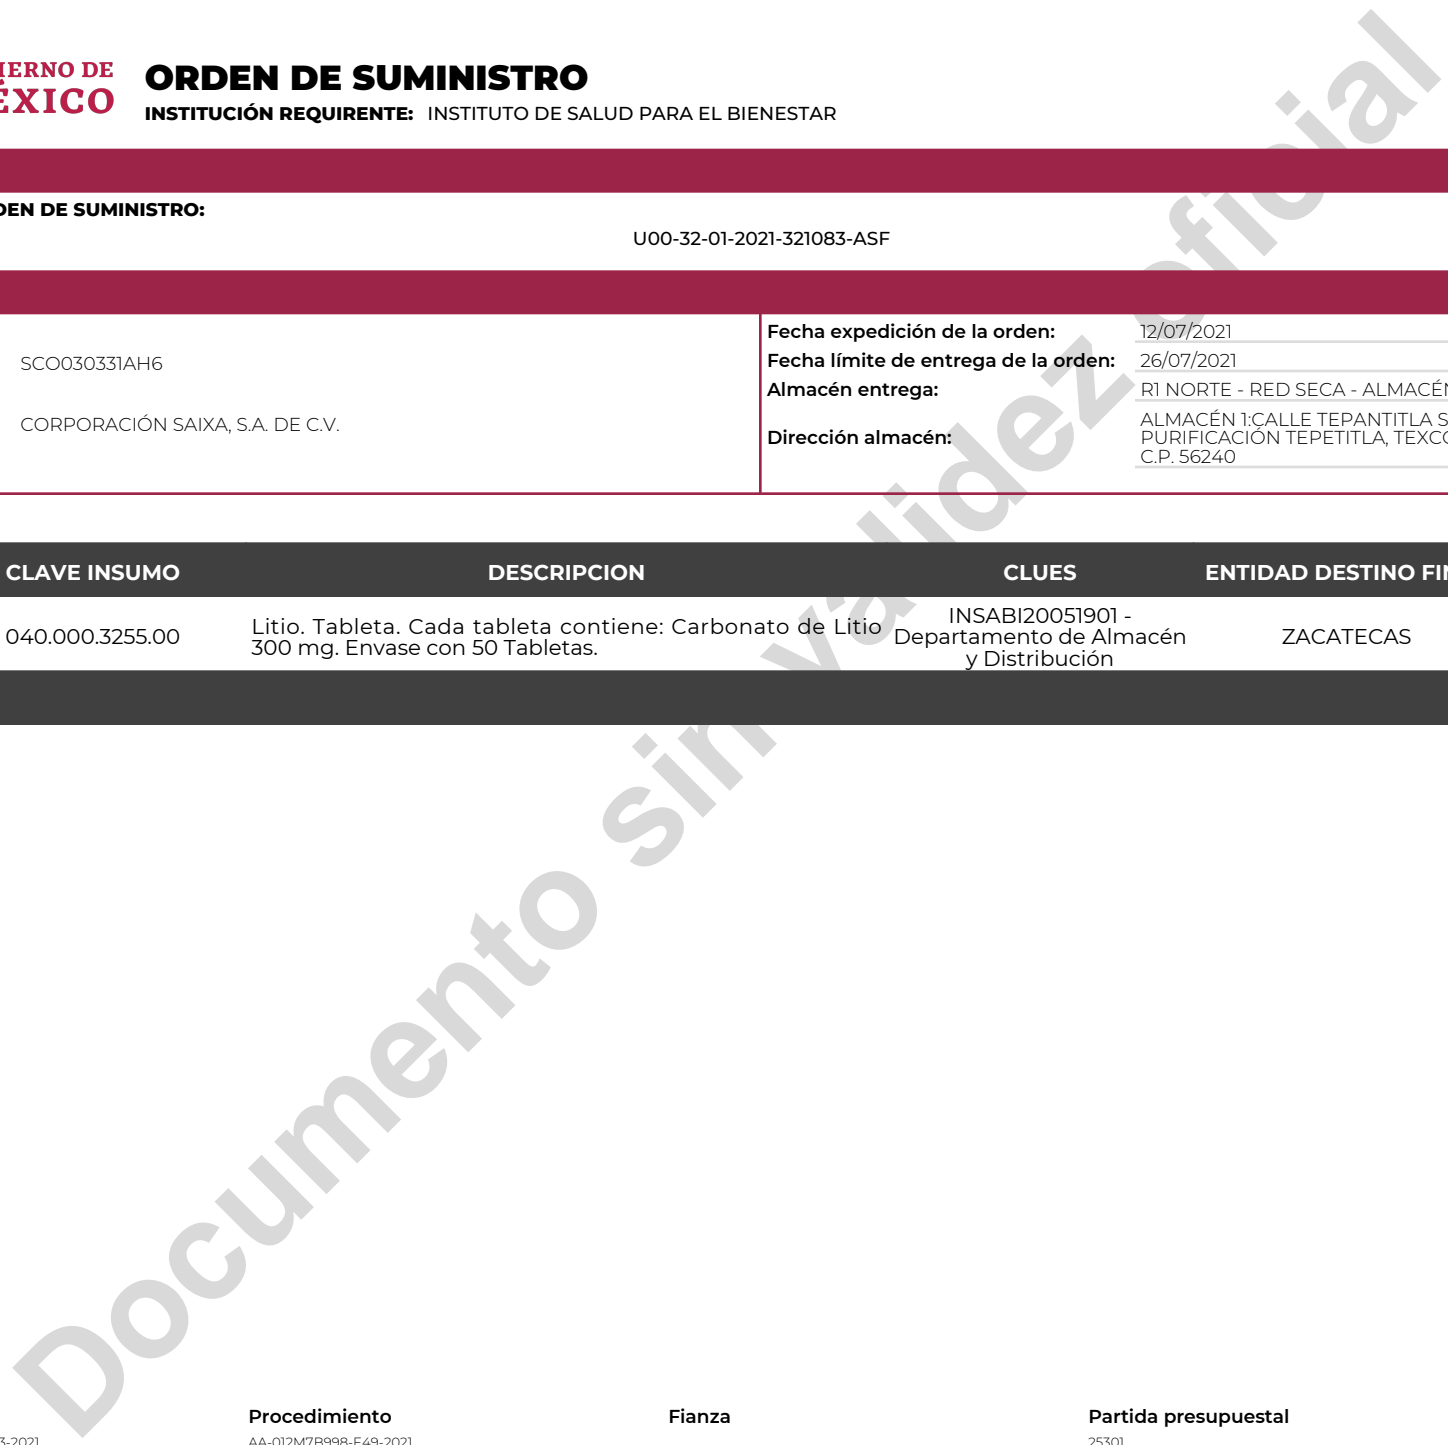 IERNO DE
ÉXICO
ORDEN DE SUMINISTRO
INSTITUCIÓN REQUIRENTE: INSTITUTO DE SALUD PARA EL BIENESTAR
DEN DE SUMINISTRO:
U00-32-01-2021-321083-ASF
SCO030331AH6
CORPORACIÓN SAIXA, S.A. DE C.V.
Fecha expedición de la orden: 12/07/2021
Fecha límite de entrega de la orden: 26/07/2021
Almacén entrega: R1 NORTE - RED SECA - ALMACÉN
Dirección almacén:
ALMACÉN 1:CALLE TEPANTITLA S
PURIFICACIÓN TEPETITLA, TEXCO
C.P. 56240
CLAVE INSUMO DESCRIPCION CLUES ENTIDAD DESTINO FIN
040.000.3255.00
Litio. Tableta. Cada tableta contiene: Carbonato de Litio
300 mg. Envase con 50 Tabletas.
INSABI20051901 -
Departamento de Almacén
y Distribución
ZACATECAS
Documento sin validez oficial
Procedimiento Fianza Partida presupuestal
3-2021 AA-012M7B998-E49-2021 25301